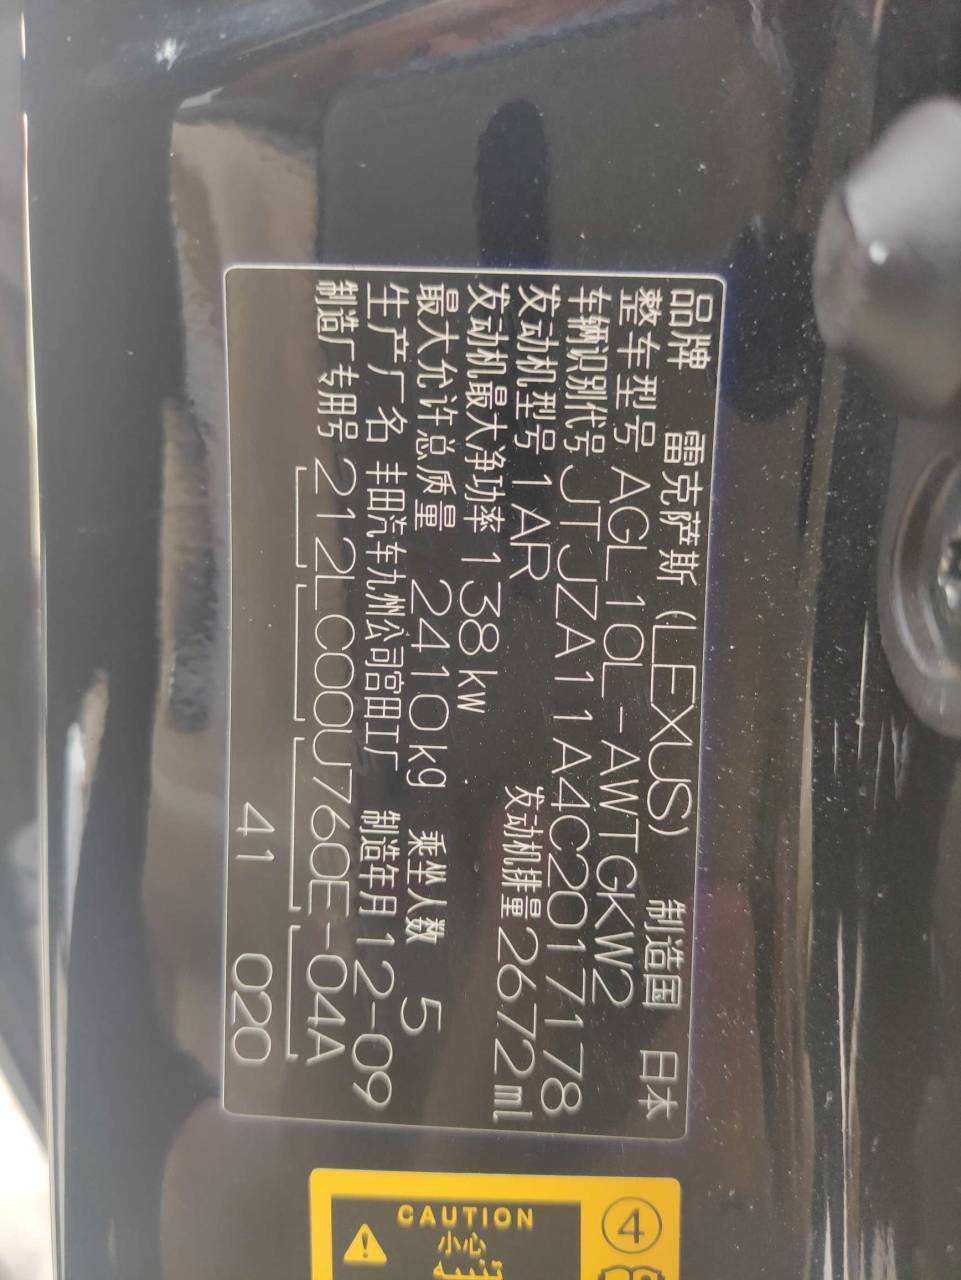 品牌 雷克萨斯(LEXUS) 制造国 日本
整车型号 AGL10L-AWTGKW2
车辆识别代号 JTJZA11A4C2017178
发动机型号 1AR 发动机排量 2672ml
发动机最大净功率 138kw
最大允许总质量 2410kg 乘坐人数 5
生产厂名 丰田汽车九州公司宫田工厂 制造年月 12-09
制造厂专用号 212LC00U760E-04A
41 020
CAUTION
小心
تنبيه
4